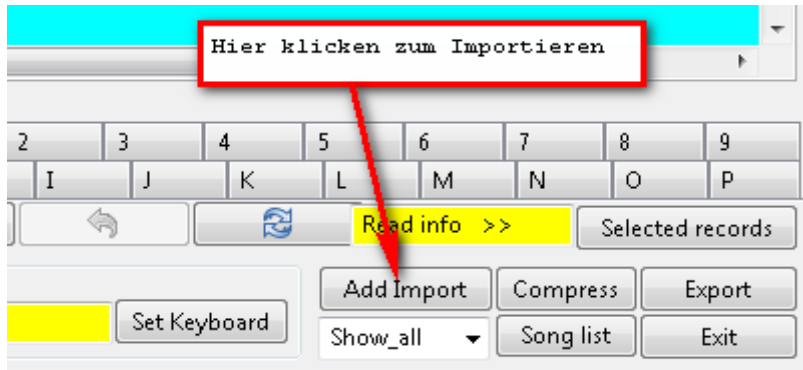 Hier klicken zum Importieren
2 3 4 5 6 7 8 9
I J K L M N O P
Read info >> Selected records
Add Import Compress Export
Set Keyboard
Show_all Song list Exit